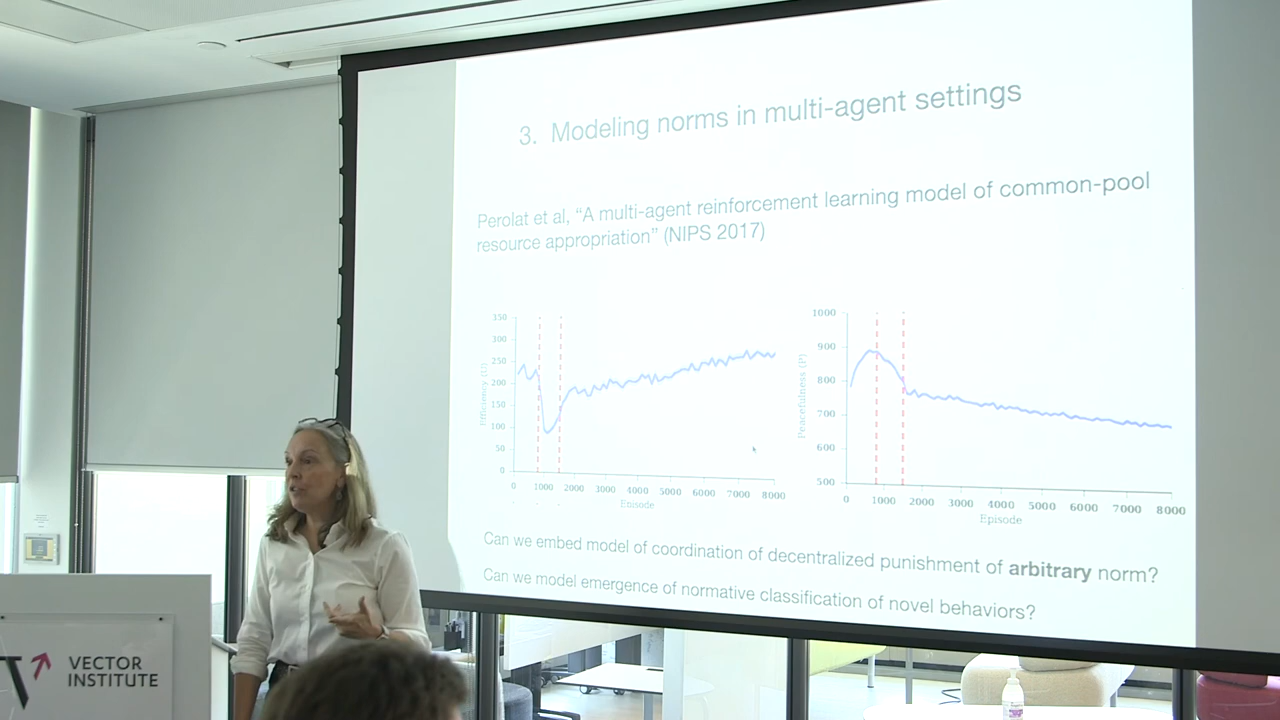 3. Modeling norms in multi-agent settings
Perolat et al, “A multi-agent reinforcement learning model of common-pool
resource appropriation” (NIPS 2017)
350
300
250
200
150
100
50
0
Efficiency (U)
0 1000 2000 3000 4000 5000 6000 7000 8000
Episode
1000
900
800
700
600
500
Peacefulness (P)
0 1000 2000 3000 4000 5000 6000 7000 8000
Episode
Can we embed model of coordination of decentralized punishment of arbitrary norm?
Can we model emergence of normative classification of novel behaviors?
VECTOR
INSTITUTE